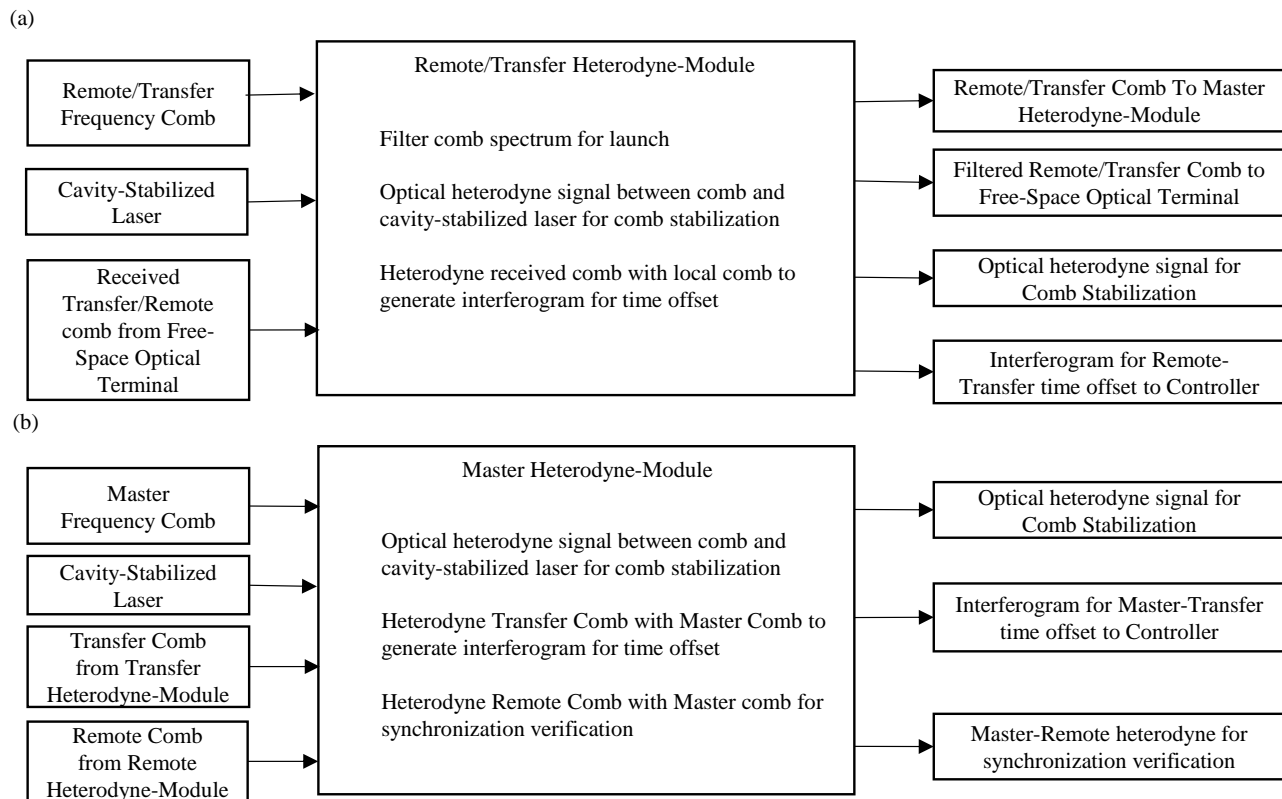 (a)
Remote/Transfer
Frequency Comb
Cavity-Stabilized
Laser
Received
Transfer/Remote
comb from Free-
Space Optical
Terminal
Remote/Transfer Heterodyne-Module
Filter comb spectrum for launch
Optical heterodyne signal between comb and
cavity-stabilized laser for comb stabilization
Heterodyne received comb with local comb to
generate interferogram for time offset
Remote/Transfer Comb To Master
Heterodyne-Module
Filtered Remote/Transfer Comb to
Free-Space Optical Terminal
Optical heterodyne signal for
Comb Stabilization
Interferogram for Remote-
Transfer time offset to Controller
(b)
Master
Frequency Comb
Cavity-Stabilized
Laser
Transfer Comb
from Transfer
Heterodyne-Module
Remote Comb
from Remote
Heterodyne-Module
Master Heterodyne-Module
Optical heterodyne signal between comb and
cavity-stabilized laser for comb stabilization
Heterodyne Transfer Comb with Master Comb to
generate interferogram for time offset
Heterodyne Remote Comb with Master comb for
synchronization verification
Optical heterodyne signal for
Comb Stabilization
Interferogram for Master-Transfer
time offset to Controller
Master-Remote heterodyne for
synchronization verification